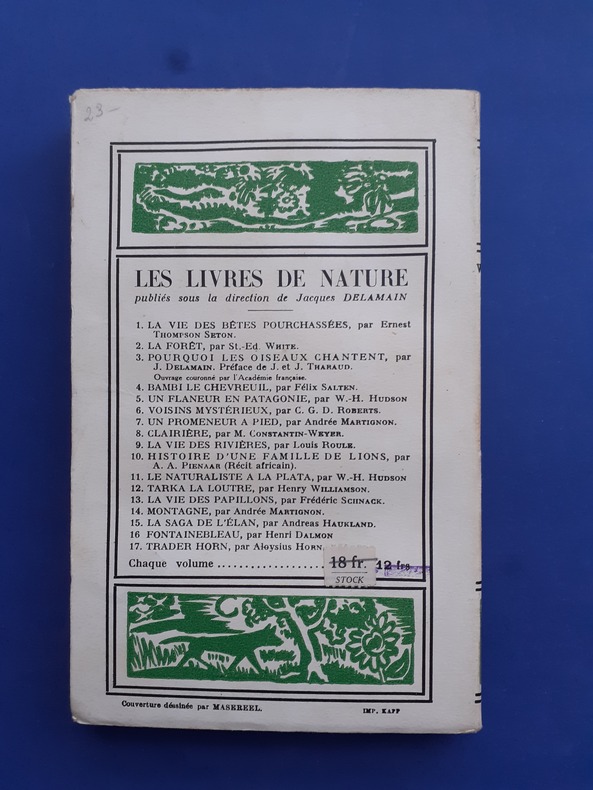 23-
LES LIVRES DE NATURE
publiés sous la direction de Jacques DELAMAIN
1. LA VIE DES BÊTES POURCHASSÉES, par Ernest
THOMPSON SETON.
2. LA FORÊT, par St.-Ed. WHITE.
3. POURQUOI LES OISEAUX CHANTENT, par
J. DELAMAIN. Préface de J. et J. THARAUD.
Ouvrage couronné par l'Académie française.
4. BAMBI LE CHEVREUIL, par Félix SALTEN.
5. UN FLANEUR EN PATAGONIE, par W.-H. HUDSON
6. VOISINS MYSTÉRIEUX, par C. G. D. ROBERTS.
7. UN PROMENEUR A PIED, par Andrée MARTIGNON.
8. CLAIRIÈRE, par M. CONSTANTIN-WEYER.
9. LA VIE DES RIVIÈRES, par Louis ROULE.
10. HISTOIRE D'UNE FAMILLE DE LIONS, par
A. A. PIENAAR (Récit africain).
11. LE NATURALISTE A LA PLATA, par W.-H. HUDSON
12. TARKA LA LOUTRE, par Henry WILLIAMSON.
13. LA VIE DES PAPILLONS, par Frédéric SCHNACK.
14. MONTAGNE, par Andrée MARTIGNON.
15. LA SAGA DE L'ÉLAN, par Andreas HAUKLAND.
16 FONTAINEBLEAU, par Henri DALMON
17. TRADER HORN, par Aloysius HORN.
Chaque volume .................... 18 fr. 12 frs
STOCK
Couverture déssinée par MASEREEL. IMP. KAPP